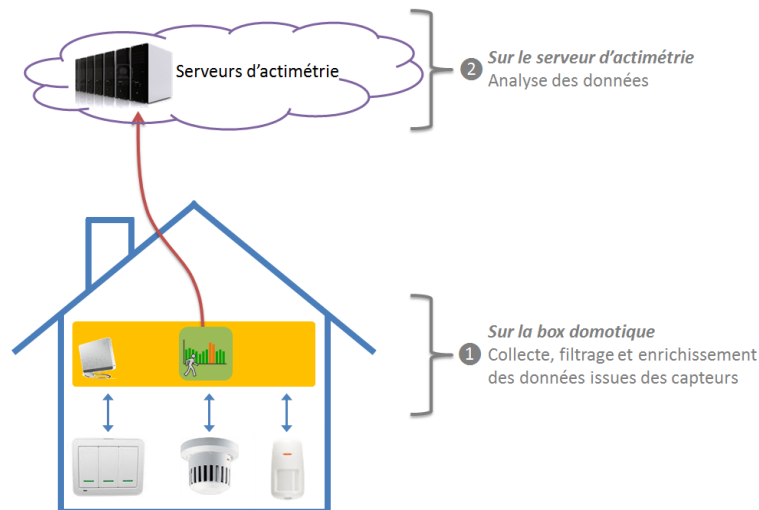 Serveurs d'actimétrie
2
Sur le serveur d'actimétrie
Analyse des données
Sur la box domotique
1
Collecte, filtrage et enrichissement
des données issues des capteurs